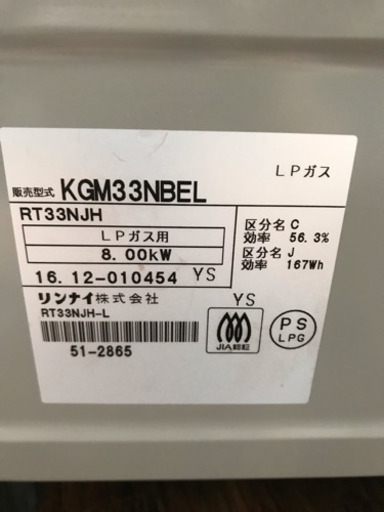 LPガス
販売型式 KGM33NBEL
RT33NJH
LPガス用
8.00kW
16.12-010454 YS
リンナイ株式会社
RT33NJH-L
51-2865
区分名 C
効率 56.3%
区分名 J
効率 167Wh
YS
JIA認証
PS
LPG